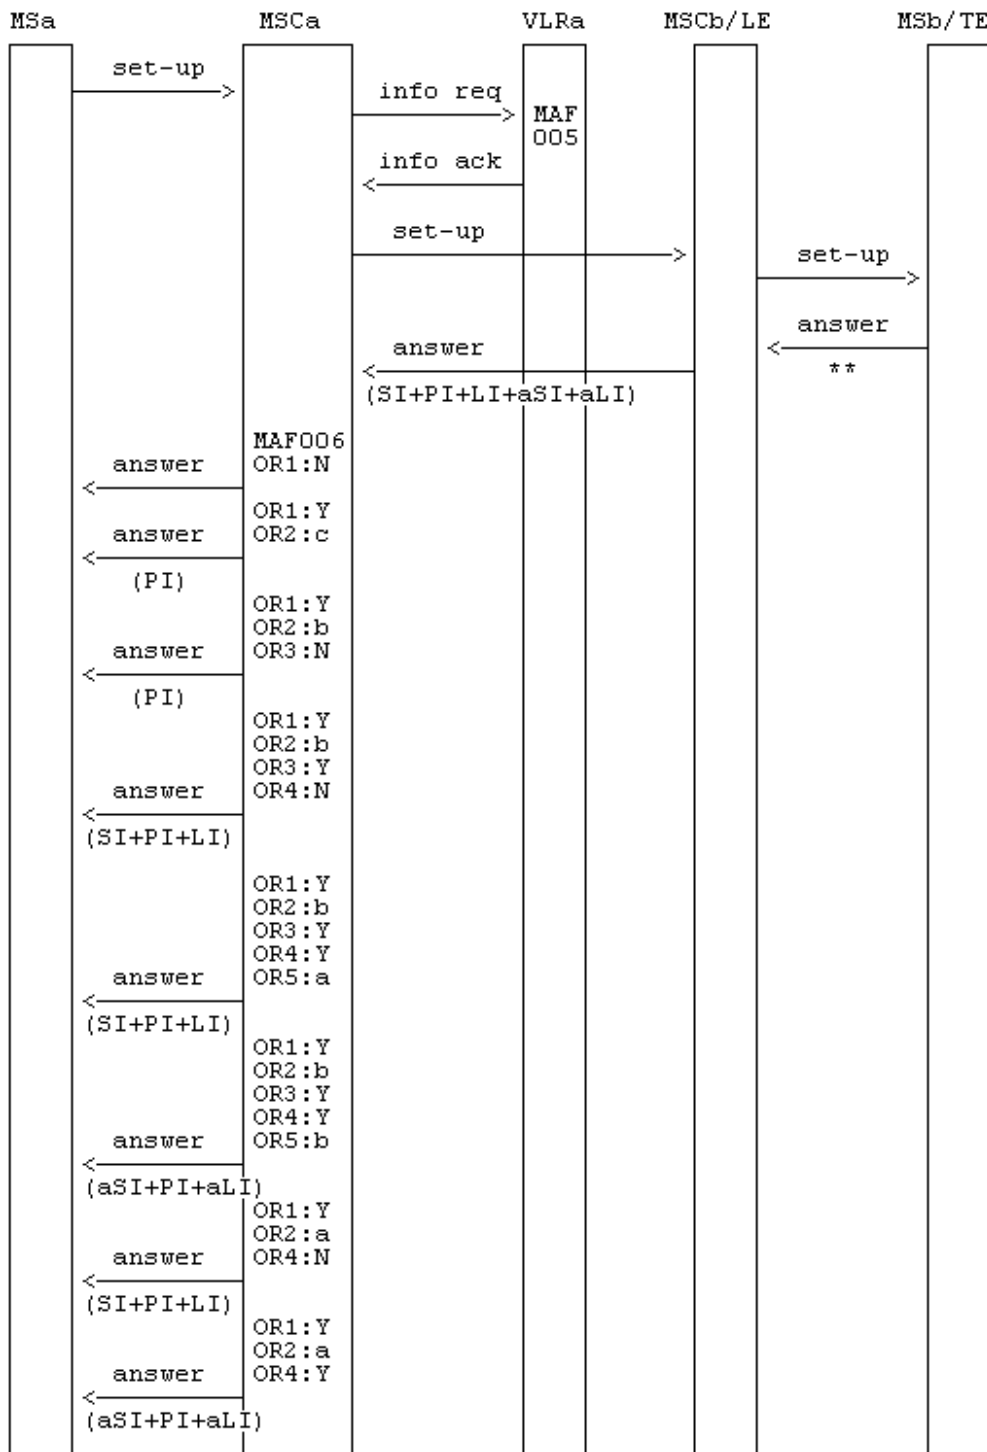 MSa MSCa VLRa MSCb/LE MSb/TE
set-up
info req
MAF
005
info ack
set-up
set-up
answer
**
answer
(SI+PI+LI+aSI+aLI)
MAF006
answer OR1:N
OR1:Y
answer OR2:c
(PI)
OR1:Y
OR2:b
answer OR3:N
(PI)
OR1:Y
OR2:b
OR3:Y
answer OR4:N
(SI+PI+LI)
OR1:Y
OR2:b
OR3:Y
OR4:Y
answer OR5:a
(SI+PI+LI)
OR1:Y
OR2:b
OR3:Y
OR4:Y
answer OR5:b
(aSI+PI+aLI)
OR1:Y
OR2:a
answer OR4:N
(SI+PI+LI)
OR1:Y
OR2:a
answer OR4:Y
(aSI+PI+aLI)